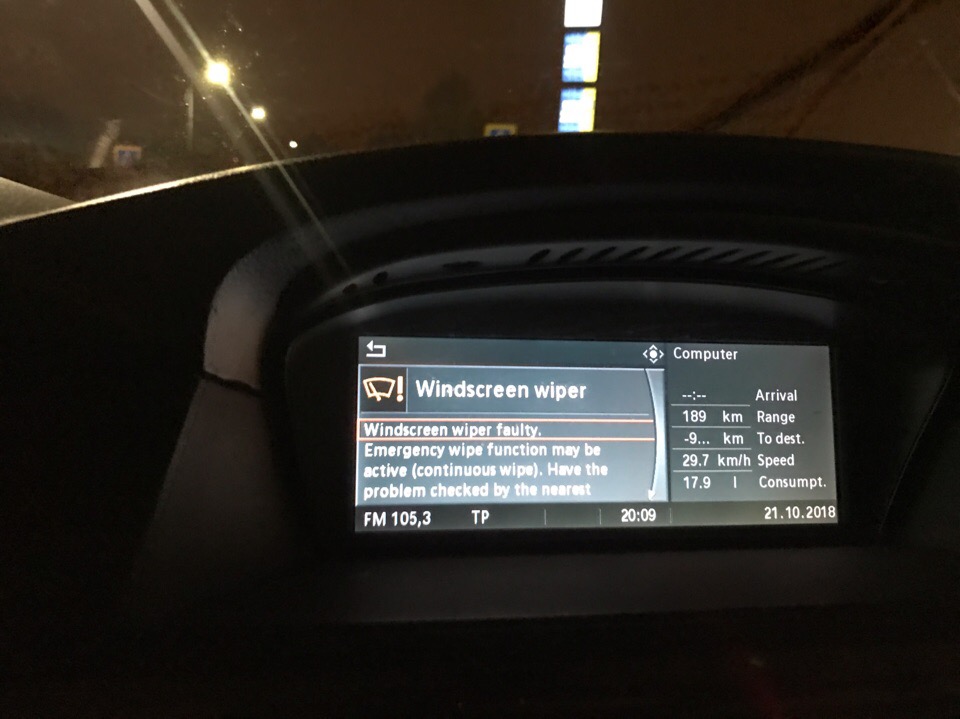 Computer
Windscreen wiper
Windscreen wiper faulty.
Emergency wipe function may be
active (continuous wipe). Have the
problem checked by the nearest
--:-- Arrival
189 km Range
-9... km To dest.
29.7 km/h Speed
17.9 l Consumpt.
FM 105,3 TP 20:09 21.10.2018